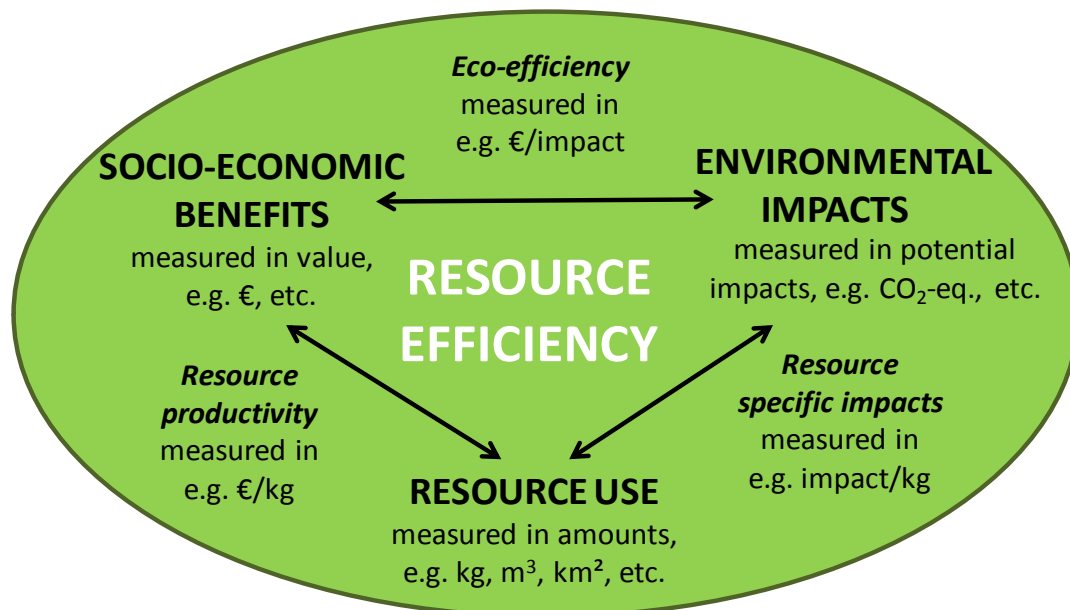 Eco-efficiency
measured in
e.g. €/impact
SOCIO-ECONOMIC
BENEFITS
measured in value,
e.g. €, etc.
ENVIRONMENTAL
IMPACTS
measured in potential
impacts, e.g. CO₂-eq., etc.
RESOURCE
EFFICIENCY
Resource
productivity
measured in
e.g. €/kg
Resource
specific impacts
measured in
e.g. impact/kg
RESOURCE USE
measured in amounts,
e.g. kg, m³, km², etc.